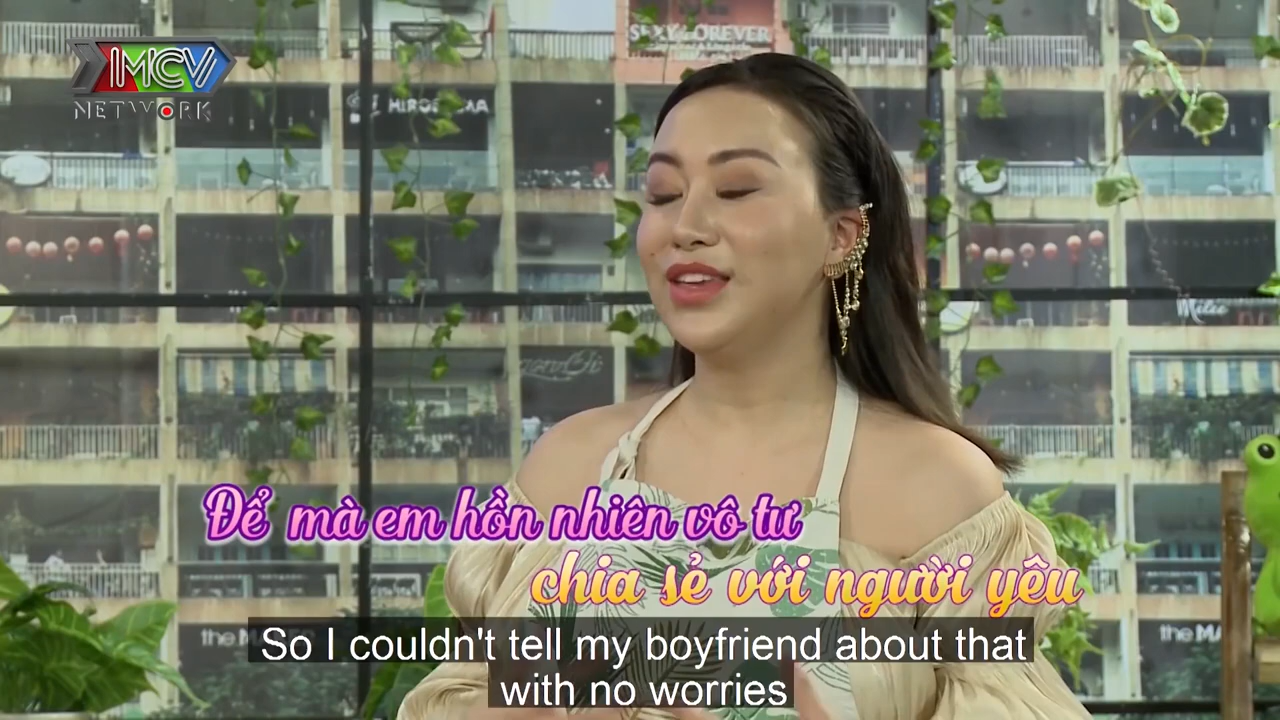 SEXY FOREVER
MCV
NETWORK
Để mà em hồn nhiên vô tư
chia sẻ với người yêu
So I couldn't tell my boyfriend about that
with no worries